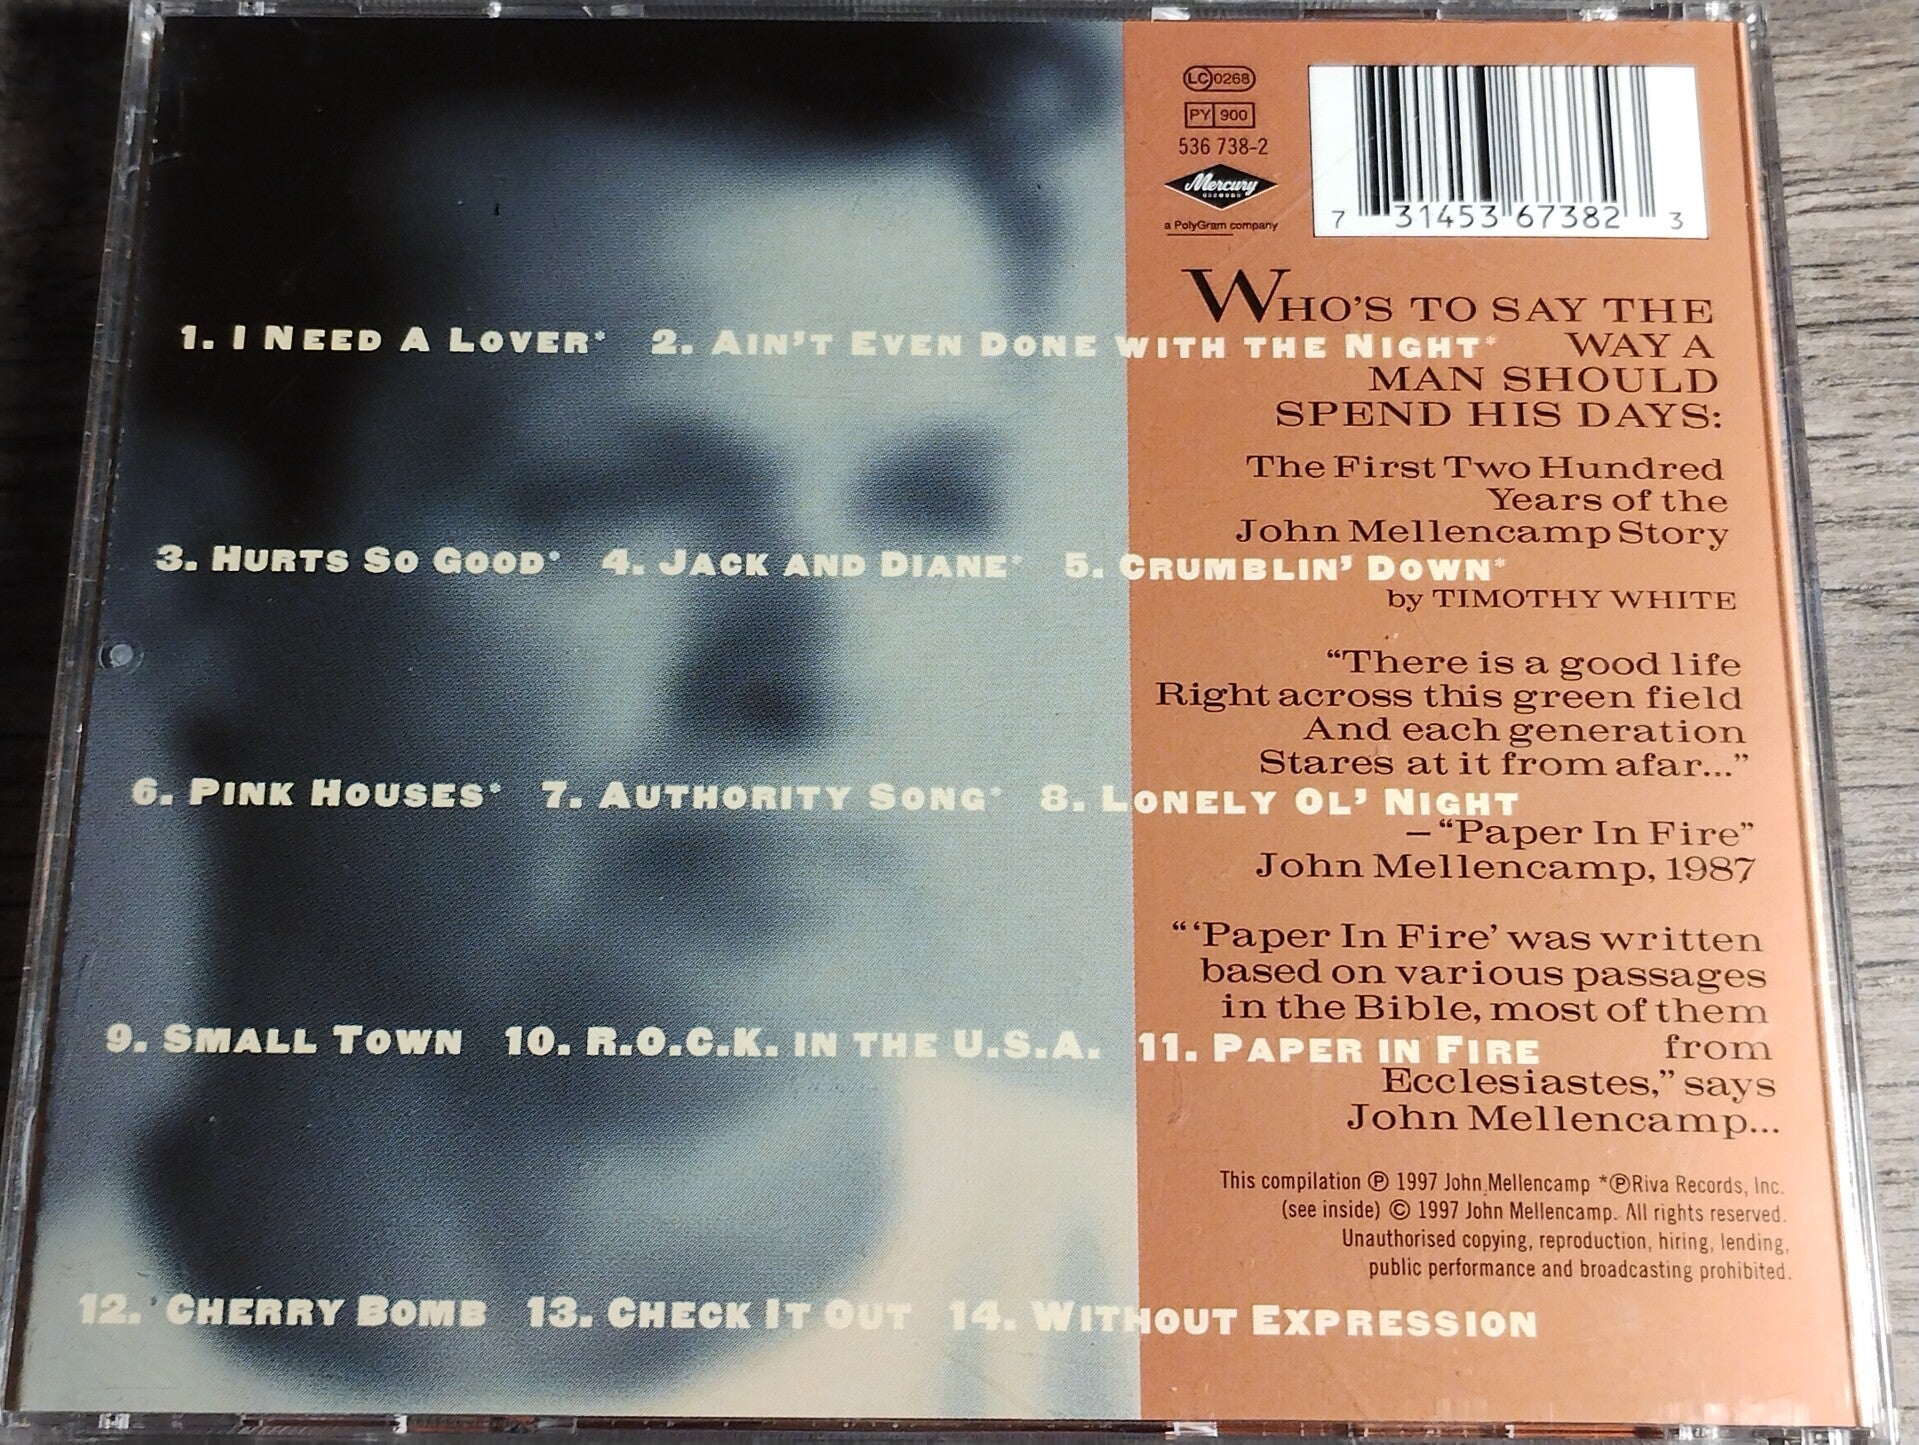 LC 0268
PY 900
536 738-2
Mercury
RECORDS
a PolyGram company
7 31453 67382 3
1. I NEED A LOVER* 2. AIN'T EVEN DONE WITH THE NIGHT*
3. HURTS SO GOOD* 4. JACK AND DIANE* 5. CRUMBLIN' DOWN*
6. PINK HOUSES* 7. AUTHORITY SONG* 8. LONELY OL' NIGHT
9. SMALL TOWN 10. R.O.C.K. IN THE U.S.A. 11. PAPER IN FIRE
12. CHERRY BOMB 13. CHECK IT OUT 14. WITHOUT EXPRESSION
WHO'S TO SAY THE
WAY A
MAN SHOULD
SPEND HIS DAYS:
The First Two Hundred
Years of the
John Mellencamp Story
by TIMOTHY WHITE
"There is a good life
Right across this green field
And each generation
Stares at it from afar..."
– "Paper In Fire"
John Mellencamp, 1987
" 'Paper In Fire' was written
based on various passages
in the Bible, most of them
from
Ecclesiastes," says
John Mellencamp...
This compilation ℗ 1997 John Mellencamp *℗Riva Records, Inc.
(see inside) © 1997 John Mellencamp. All rights reserved.
Unauthorised copying, reproduction, hiring, lending,
public performance and broadcasting prohibited.